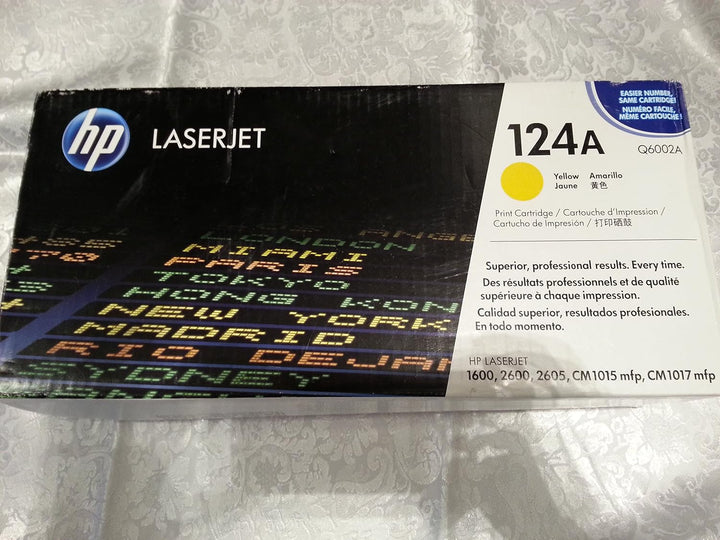 hp
LASERJET
124A
EASIER NUMBER,
SAME CARTRIDGE!
NUMÉRO FACILE,
MÊME CARTOUCHE!
Q6002A
Yellow Amarillo
Jaune 黄色
Print Cartridge / Cartouche d'Impression /
Cartucho de Impresión / 打印硒鼓
Superior, professional results. Every time.
Des résultats professionnels et de qualité
supérieure à chaque impression.
Calidad superior, resultados profesionales.
En todo momento.
HP LASERJET
1600, 2600, 2605, CM1015 mfp, CM1017 mfp
LONDON
MIAMI
PARIS
TOKYO
HONG KON
NEW YORK
MADRID
RIO DEJAN
SYDNEY